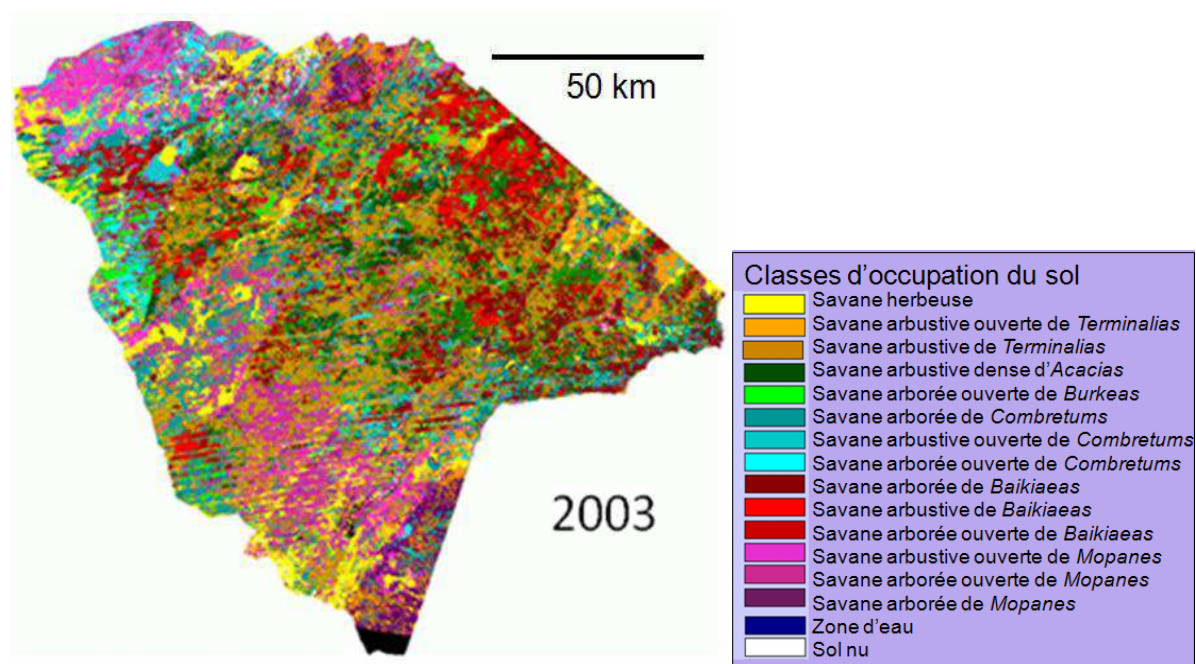 50 km
2003
Classes d'occupation du sol
Savane herbeuse
Savane arbustive ouverte de Terminalias
Savane arbustive de Terminalias
Savane arbustive dense d'Acacias
Savane arborée ouverte de Burkeas
Savane arborée de Combretums
Savane arbustive ouverte de Combretums
Savane arborée ouverte de Combretums
Savane arborée de Baikiaeas
Savane arbustive de Baikiaeas
Savane arborée ouverte de Baikiaeas
Savane arbustive ouverte de Mopanes
Savane arborée ouverte de Mopanes
Savane arborée de Mopanes
Zone d'eau
Sol nu